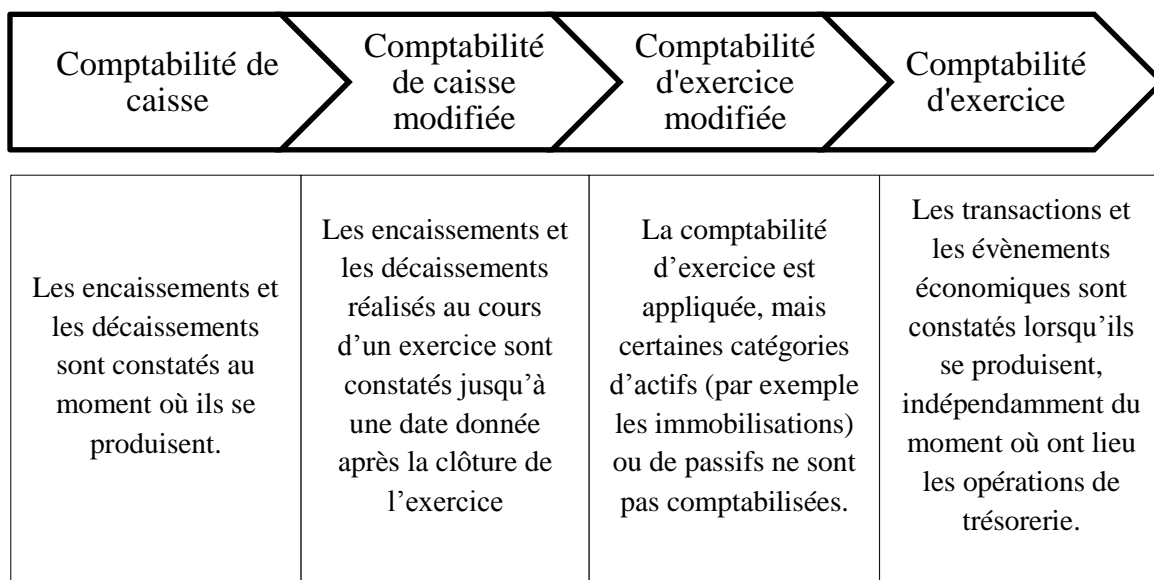 Comptabilité de
caisse
Comptabilité
de caisse
modifiée
Comptabilité
d'exercice
modifiée
Comptabilité
d'exercice
Les encaissements et
les décaissements
sont constatés au
moment où ils se
produisent.
Les encaissements et
les décaissements
réalisés au cours
d’un exercice sont
constatés jusqu’à
une date donnée
après la clôture de
l’exercice
La comptabilité
d’exercice est
appliquée, mais
certaines catégories
d’actifs (par exemple
les immobilisations)
ou de passifs ne sont
pas comptabilisées.
Les transactions et
les évènements
économiques sont
constatés lorsqu’ils
se produisent,
indépendamment du
moment où ont lieu
les opérations de
trésorerie.